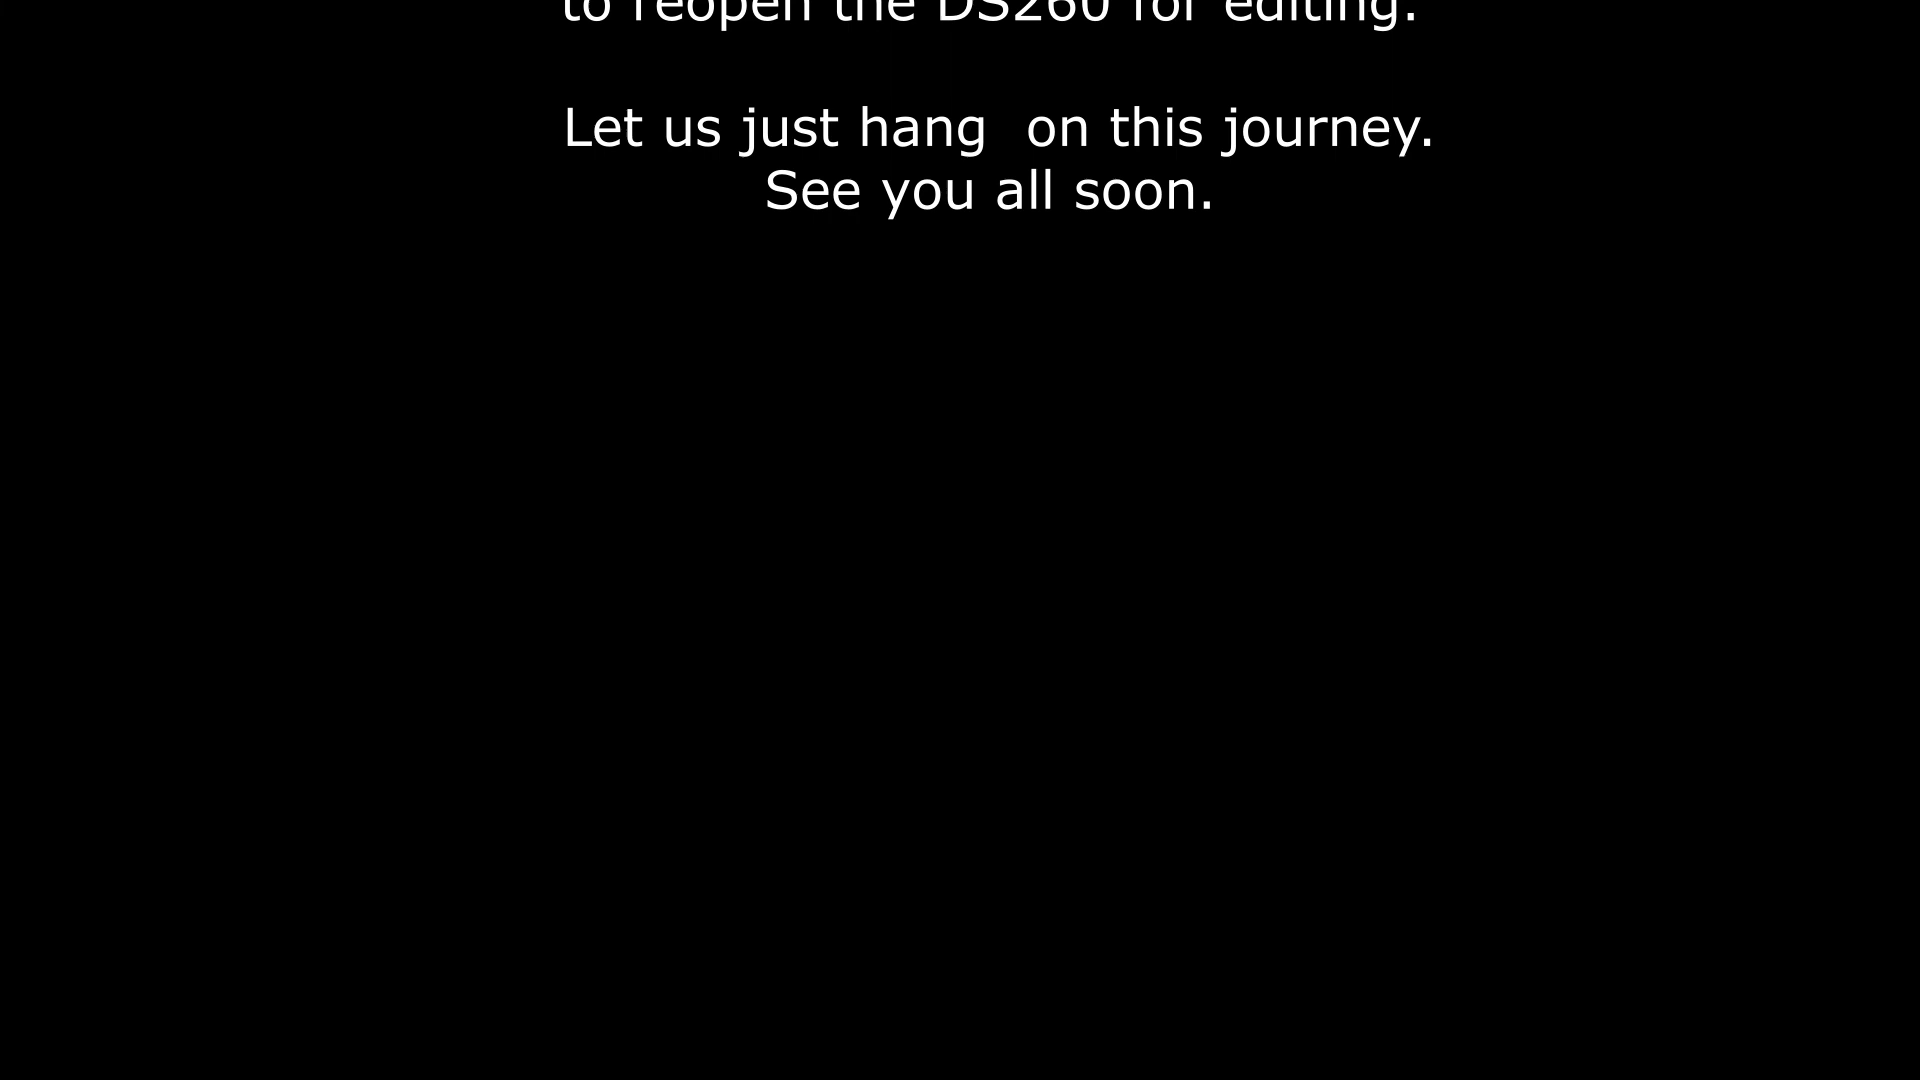 to reopen the DS260 for editing.
Let us just hang  on this journey.
See you all soon.